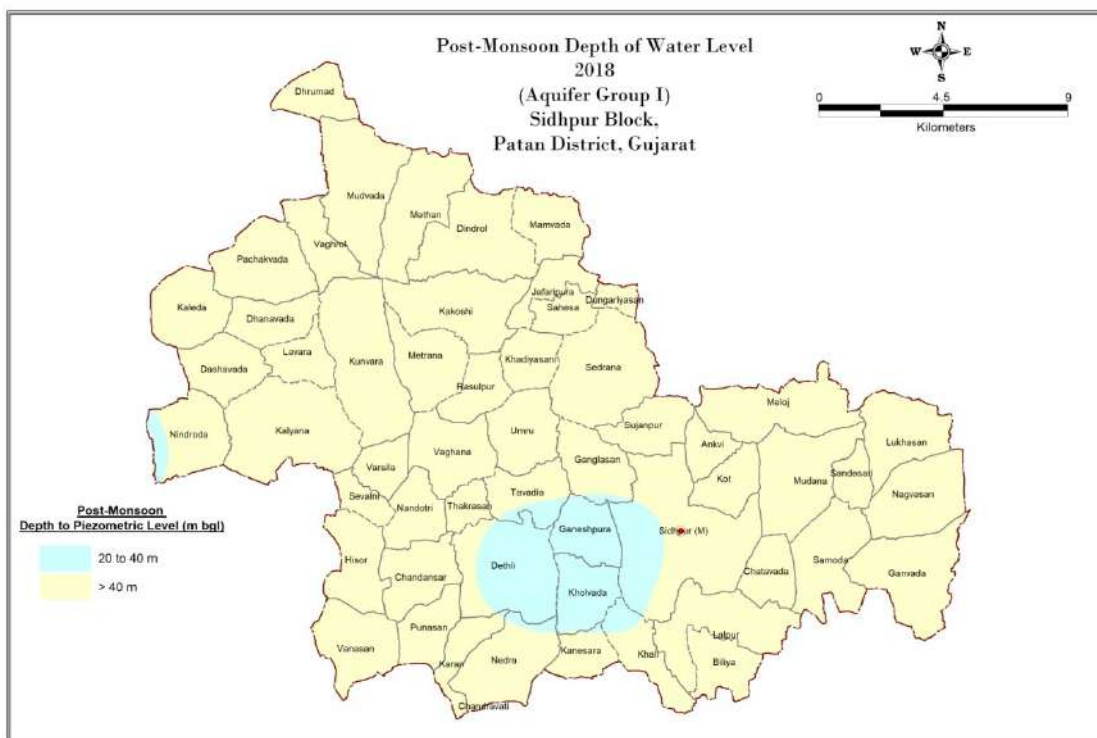 Post-Monsoon Depth of Water Level
2018
(Aquifer Group I)
Sidhpur Block,
Patan District, Gujarat
N
W E
S
0 4.5 9
Kilometers
Dhrumad
Mudvada
Methan
Dindrol
Mamvada
Vaghrol
Pachakvada
Kaleda
Dhanavada
Kakoshi
Jafaripura
Dungariyasan
Sahesa
Lavara
Kunvara
Metrana
Khadiyasann
Sedrana
Dashavada
Rasulpur
Meloj
Nindroda
Kalyana
Umru
Sujanpur
Ankvi
Lukhasan
Vaghana
Ganglasan
Varsila
Kot
Mudana
Sandesari
Nagvasan
Sevalni
Nandotri
Thakrasan
Tavadia
Post-Monsoon
Depth to Piezometric Level (m bgl)
20 to 40 m
> 40 m
Ganeshpura
Sidhpur (M)
Hisor
Chandansar
Dethli
Kholvada
Chatavada
Samoda
Ganvada
Punasan
Vanasan
Karan
Nedra
Kanesara
Khali
Lalpur
Biliya
Chandravati